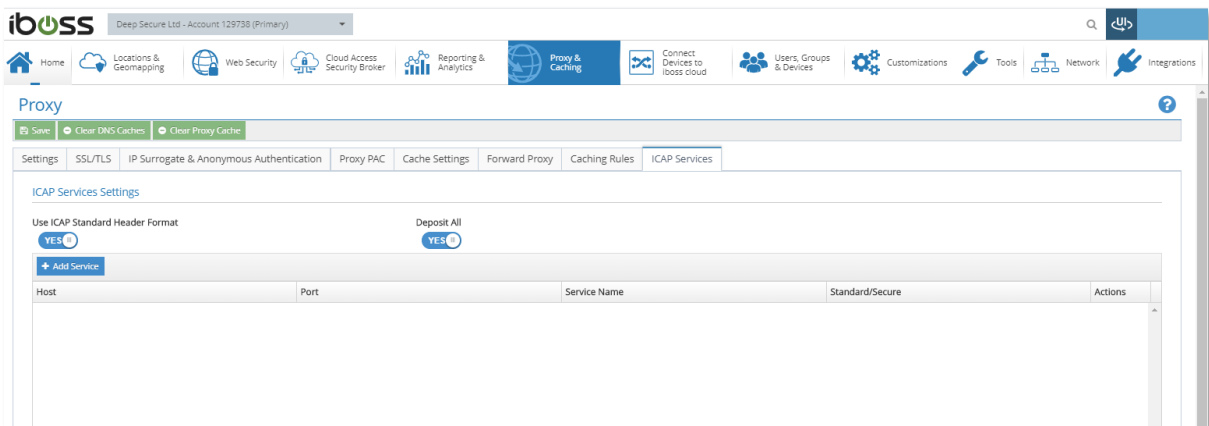 iboss
Deep Secure Ltd - Account 129738 (Primary)
Home
Locations &
Geomapping
Web Security
Cloud Access
Security Broker
Reporting &
Analytics
Proxy &
Caching
Connect
Devices to
iboss cloud
Users, Groups
& Devices
Customizations
Tools
Network
Integrations
Proxy
?
Save
Clear DNS Caches
Clear Proxy Cache
Settings
SSL/TLS
IP Surrogate & Anonymous Authentication
Proxy PAC
Cache Settings
Forward Proxy
Caching Rules
ICAP Services
ICAP Services Settings
Use ICAP Standard Header Format
Deposit All
YES
YES
+ Add Service
Host
Port
Service Name
Standard/Secure
Actions